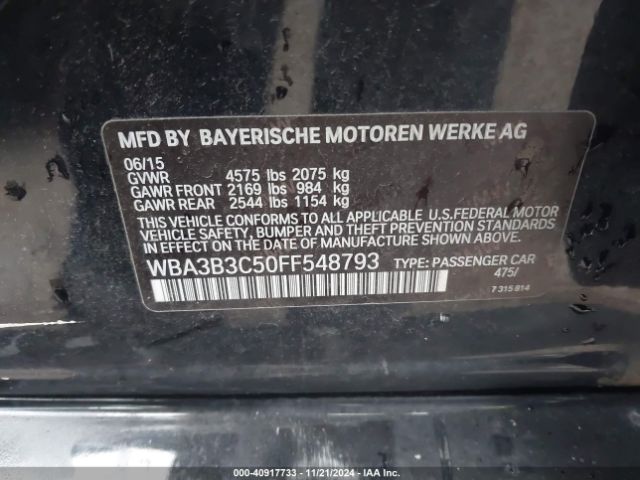 MFD BY BAYERISCHE MOTOREN WERKE AG
06/15
GVWR 4575 lbs 2075 kg
GAWR FRONT 2169 lbs 984 kg
GAWR REAR 2544 lbs 1154 kg
THIS VEHICLE CONFORMS TO ALL APPLICABLE U.S.FEDERAL MOTOR
VEHICLE SAFETY, BUMPER, AND THEFT PREVENTION STANDARDS
IN EFFECT ON THE DATE OF MANUFACTURE SHOWN ABOVE.
WBA3B3C50FF548793 TYPE: PASSENGER CAR
475/
7 315 814
000-40917733 - 11/21/2024 - IAA Inc.